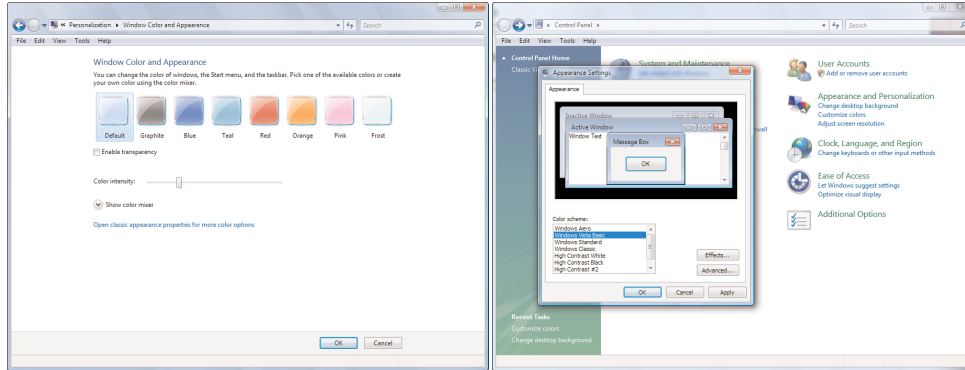 « Personalization ▸ Window Color and Appearance
Search
File Edit View Tools Help
Window Color and Appearance
You can change the color of windows, the Start menu, and the taskbar. Pick one of the available colors or create
your own color using the color mixer.
Default Graphite Blue Teal Red Orange Pink Frost
Enable transparency
Color intensity:
Show color mixer
Open classic appearance properties for more color options
OK Cancel
▸ Control Panel ▸
Search
File Edit View Tools Help
Control Panel Home
Classic
System and Maintenance
User Accounts
Add or remove user accounts
Appearance and Personalization
Change desktop background
Customize colors
Adjust screen resolution
Clock, Language, and Region
Change keyboards or other input methods
Ease of Access
Let Windows suggest settings
Optimize visual display
Additional Options
Recent Tasks
Customize colors
Change desktop background
Appearance Settings
Appearance
Inactive Window
Active Window
Window Text
Message Box
OK
Color scheme:
Windows Aero
Windows Vista Basic
Windows Standard
Windows Classic
High Contrast White
High Contrast Black
High Contrast #2
Effects...
Advanced...
OK Cancel Apply